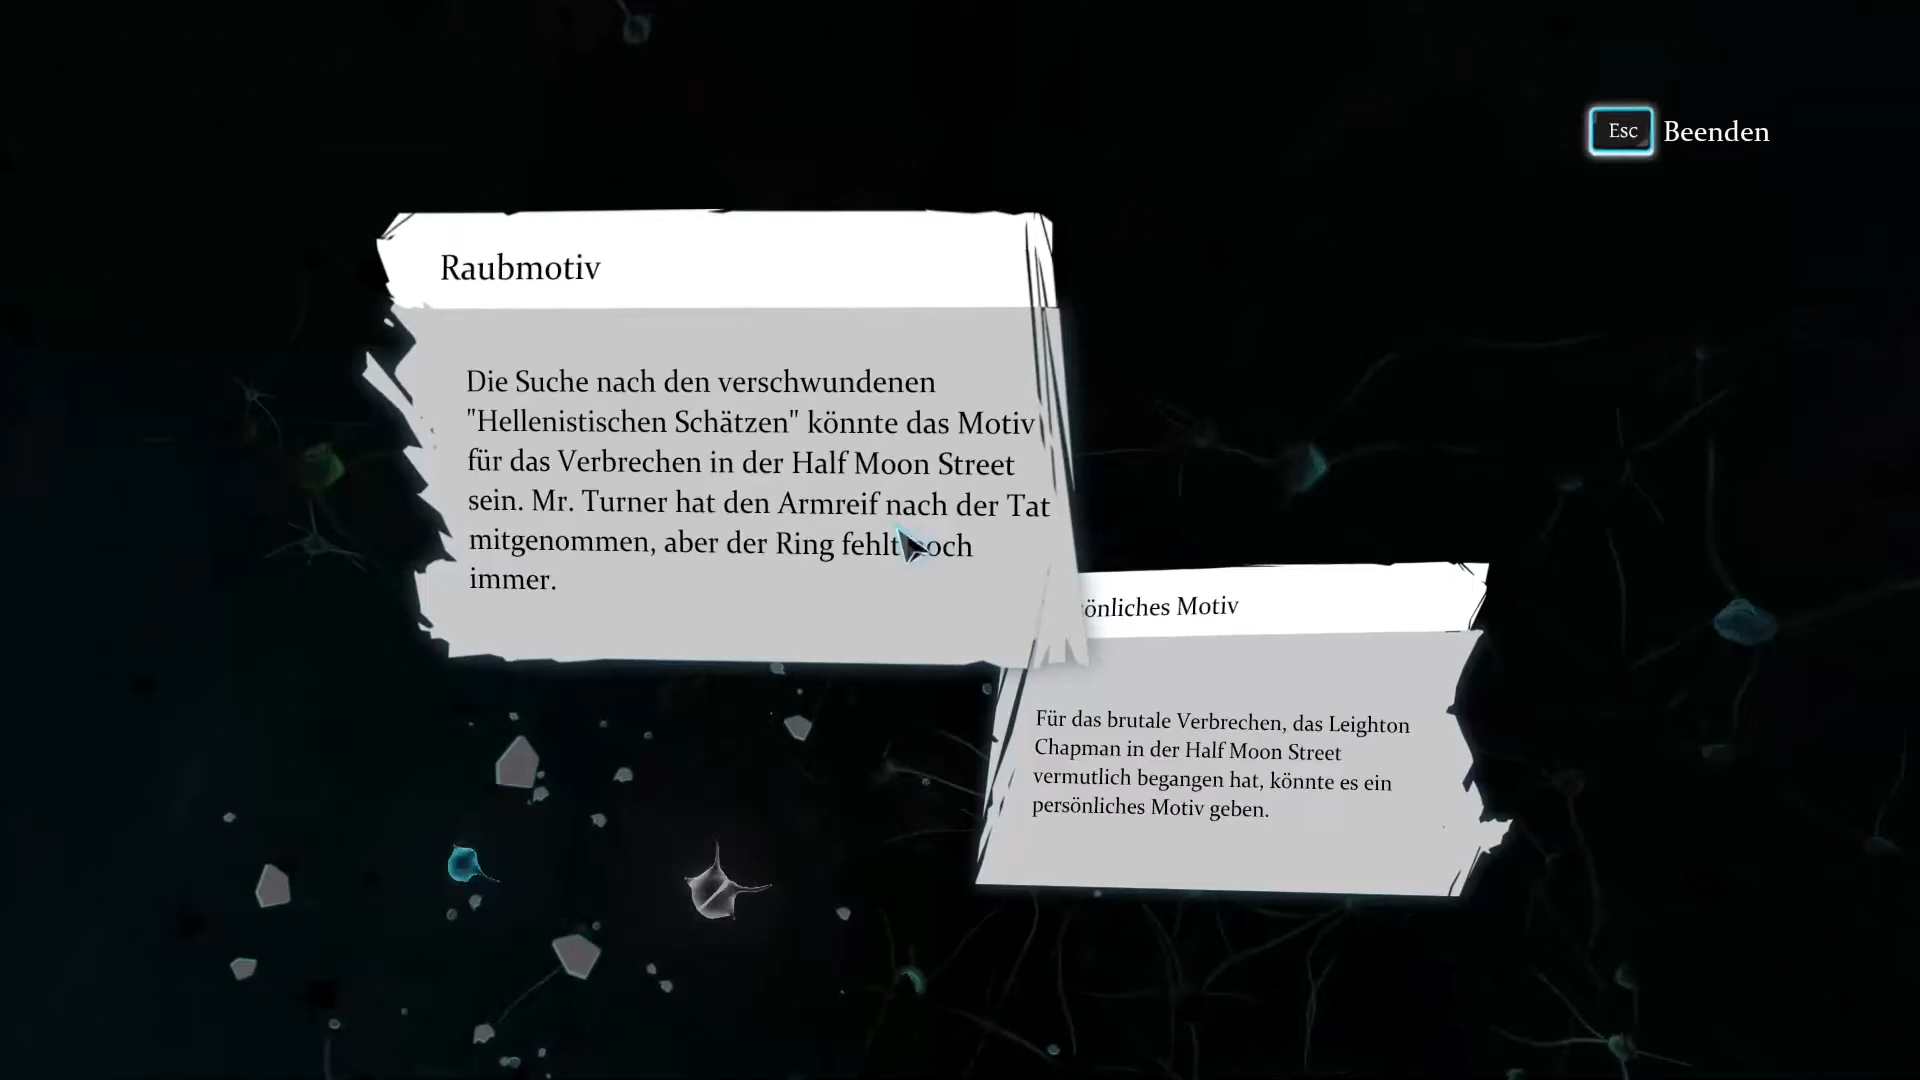 Esc Beenden
Raubmotiv
Die Suche nach den verschwundenen
"Hellenistischen Schätzen" könnte das Motiv
für das Verbrechen in der Half Moon Street
sein. Mr. Turner hat den Armreif nach der Tat
mitgenommen, aber der Ring fehlt noch
immer.
sönliches Motiv
Für das brutale Verbrechen, das Leighton
Chapman in der Half Moon Street
vermutlich begangen hat, könnte es ein
persönliches Motiv geben.